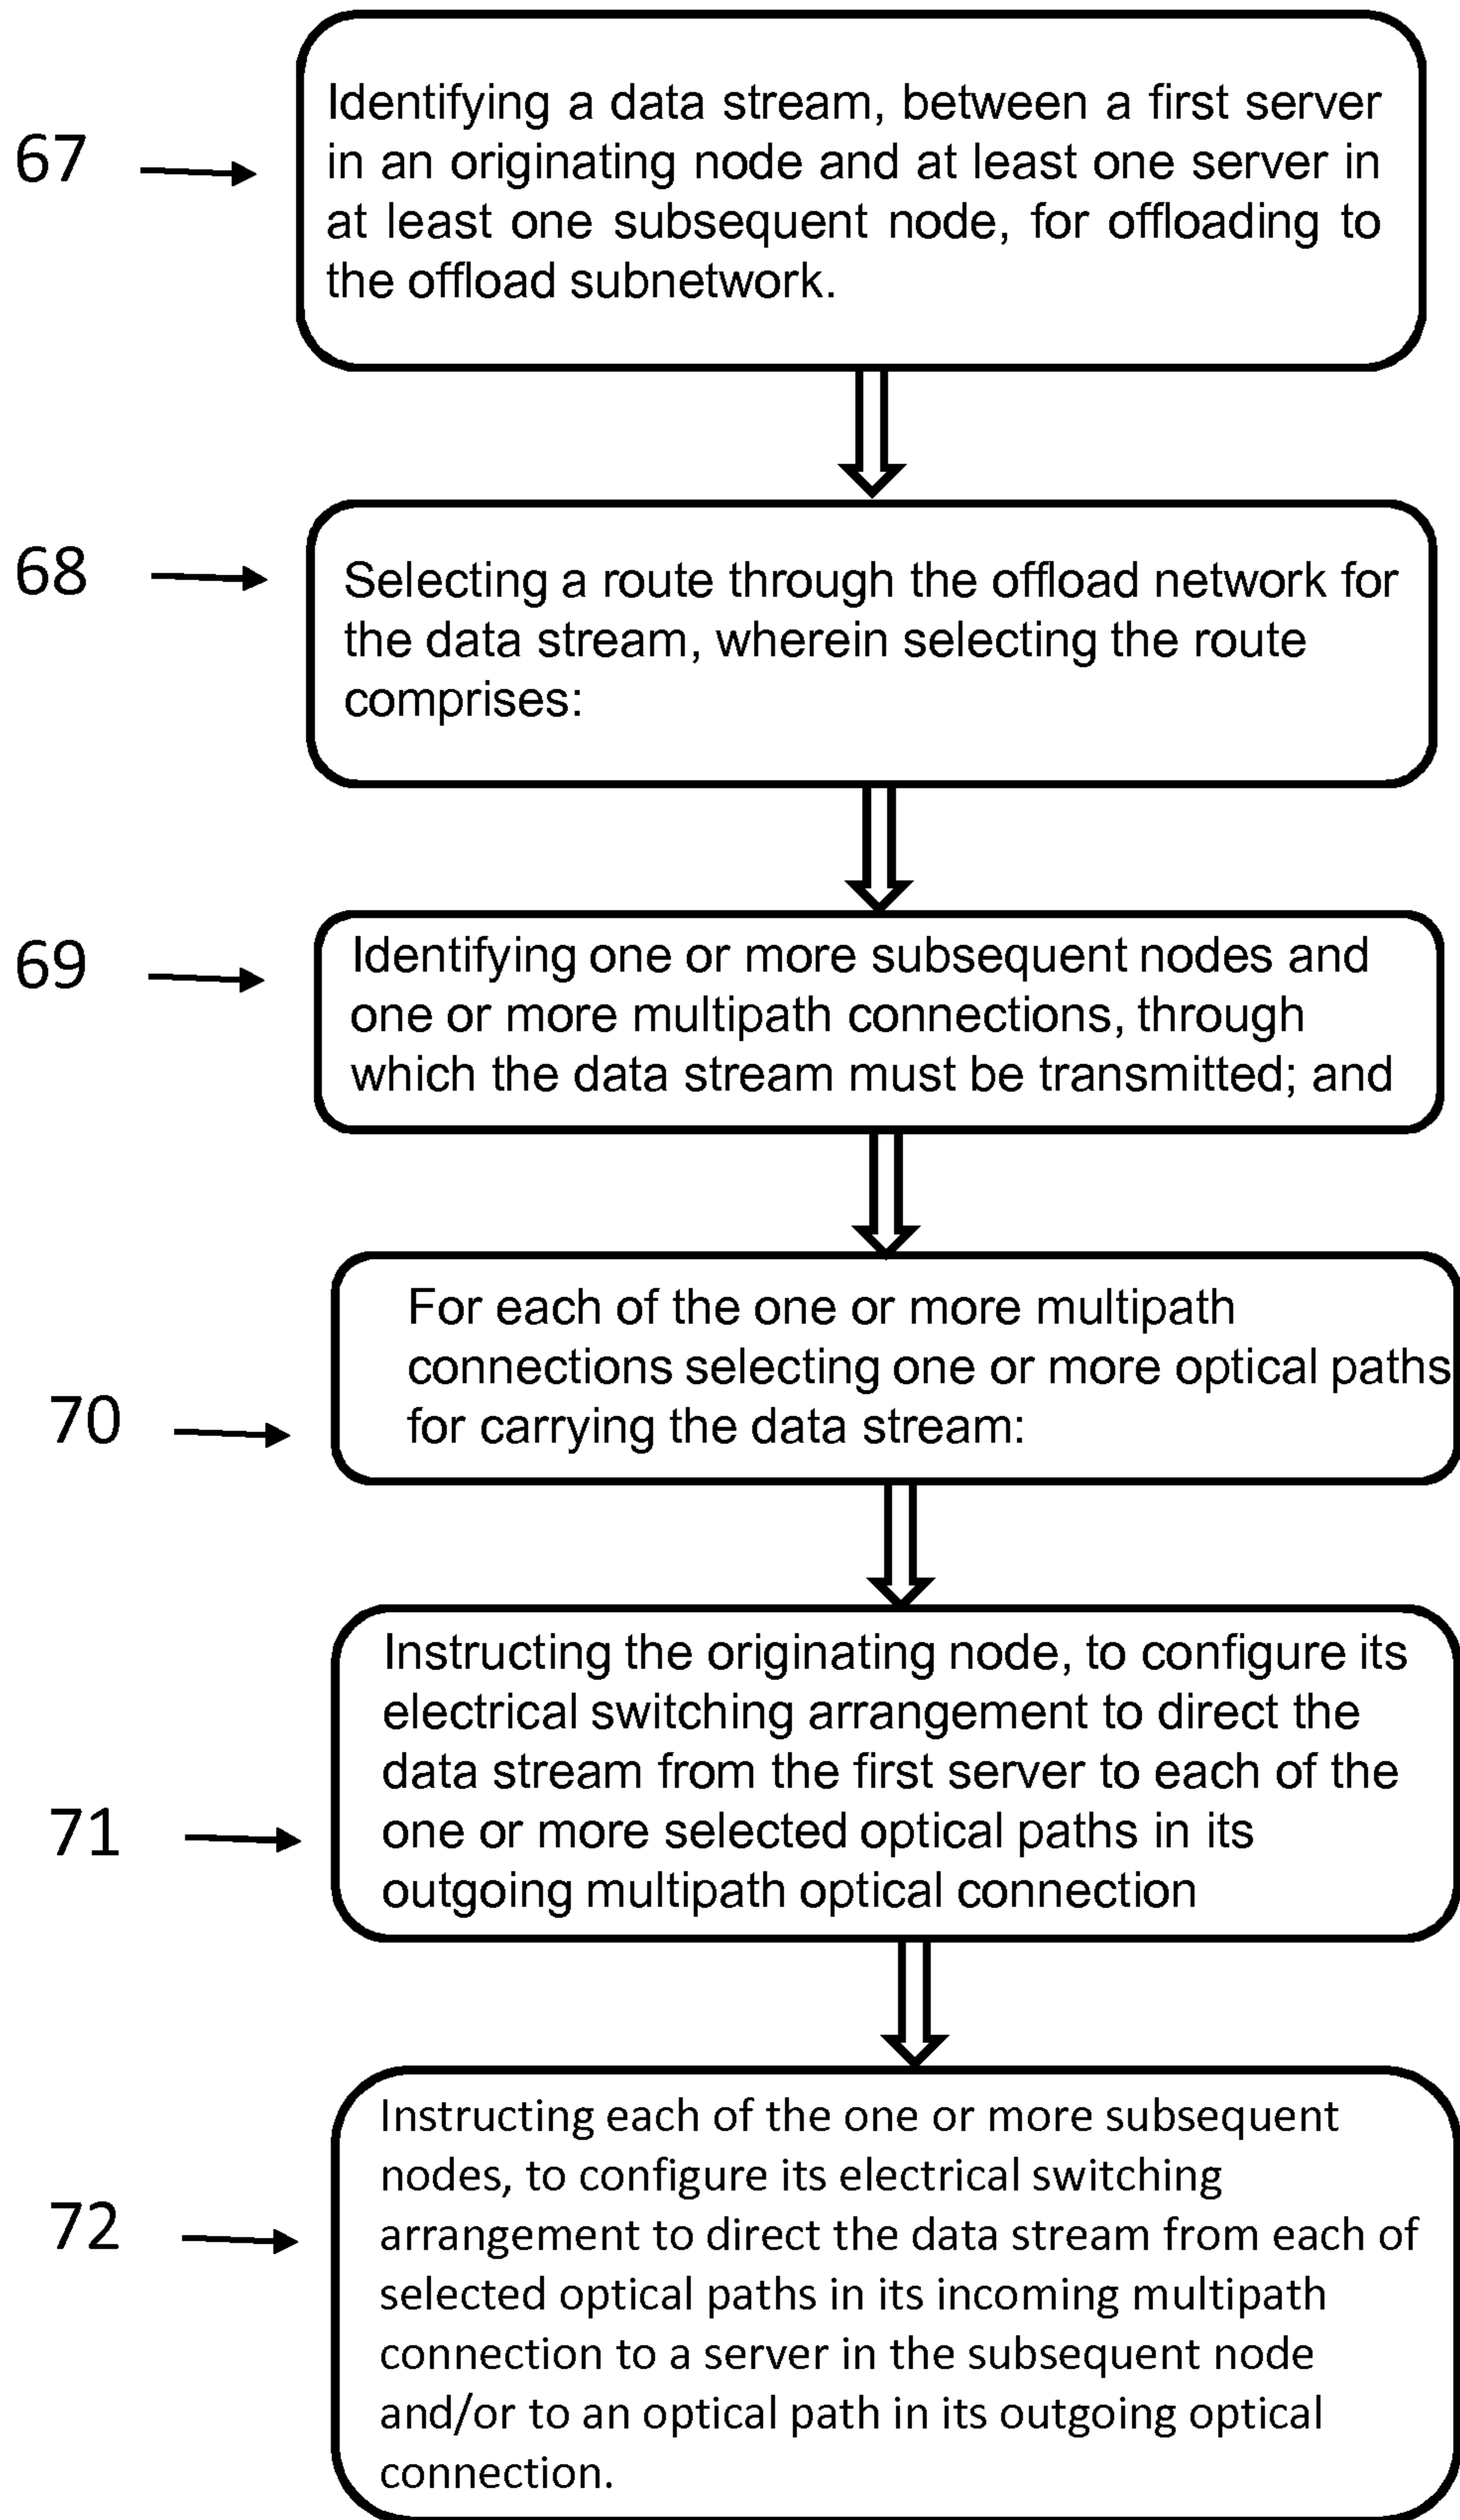 67
Identifying a data stream, between a first server
in an originating node and at least one server in
at least one subsequent node, for offloading to
the offload subnetwork.
68
Selecting a route through the offload network for
the data stream, wherein selecting the route
comprises:
69
Identifying one or more subsequent nodes and
one or more multipath connections, through
which the data stream must be transmitted; and
70
For each of the one or more multipath
connections selecting one or more optical paths
for carrying the data stream:
71
Instructing the originating node, to configure its
electrical switching arrangement to direct the
data stream from the first server to each of the
one or more selected optical paths in its
outgoing multipath optical connection
72
Instructing each of the one or more subsequent
nodes, to configure its electrical switching
arrangement to direct the data stream from each of
selected optical paths in its incoming multipath
connection to a server in the subsequent node
and/or to an optical path in its outgoing optical
connection.